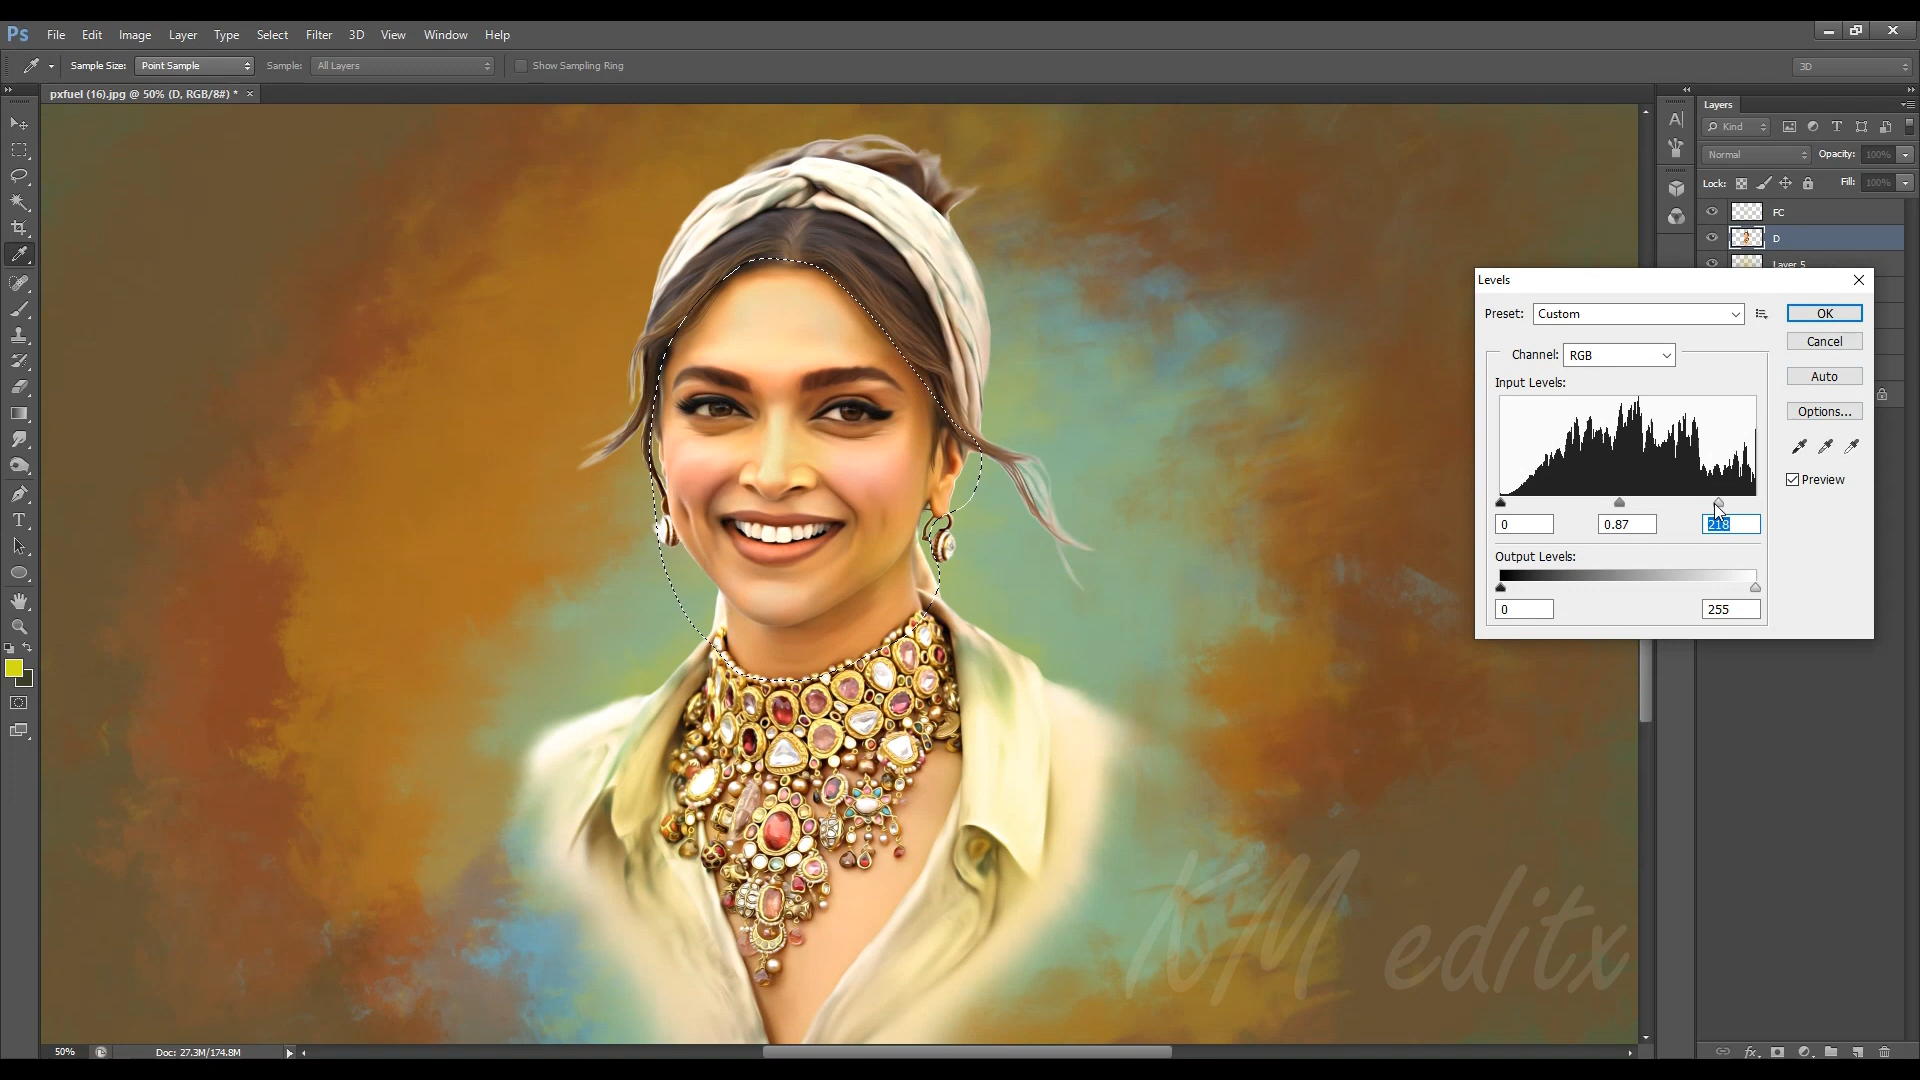 Ps File Edit Image Layer Type Select Filter 3D View Window Help
Sample Size: Point Sample Sample: All Layers Show Sampling Ring 3D
pxfuel (16).jpg @ 50% (D, RGB/8#) * ×
Layers
Kind
Normal Opacity: 100%
Lock: Fill: 100%
FC
D
Layer 5
Levels
Preset: Custom OK
Cancel
Channel: RGB
Auto
Input Levels:
Options...
Preview
0 0.87 218
Output Levels:
0 255
KM editx
50% Doc: 27.3M/174.8M